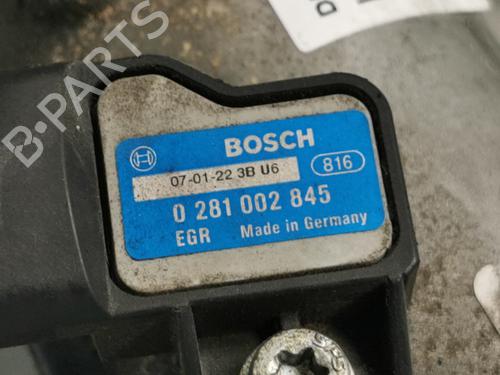 B-PARTS
D
BOSCH
07-01-22 3B U6
816
0 281 002 845
EGR Made in Germany